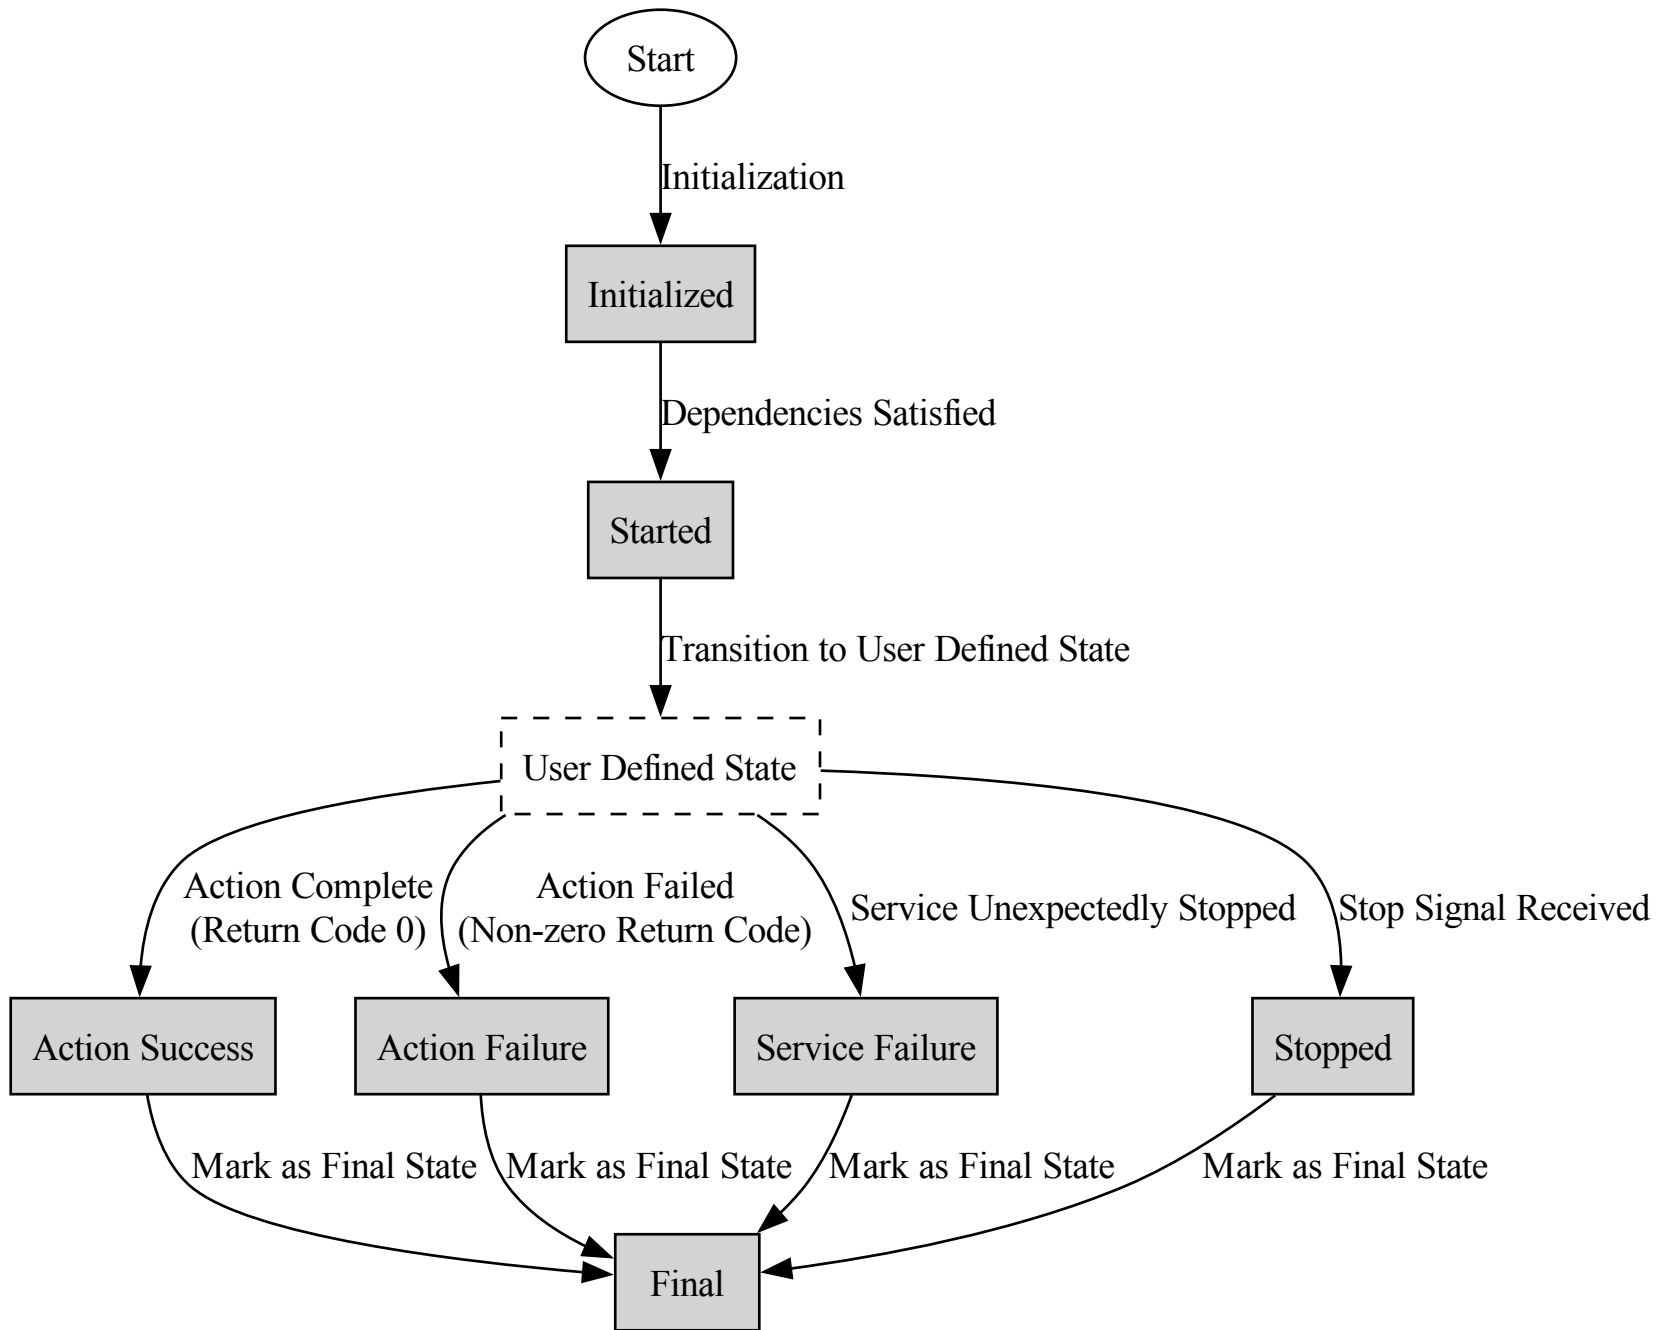 Start
Initialization
Initialized
Dependencies Satisfied
Started
Transition to User Defined State
User Defined State
Action Complete
(Return Code 0)
Action Failed
(Non-zero Return Code)
Service Unexpectedly Stopped
Stop Signal Received
Action Success
Action Failure
Service Failure
Stopped
Mark as Final State
Mark as Final State
Mark as Final State
Mark as Final State
Final